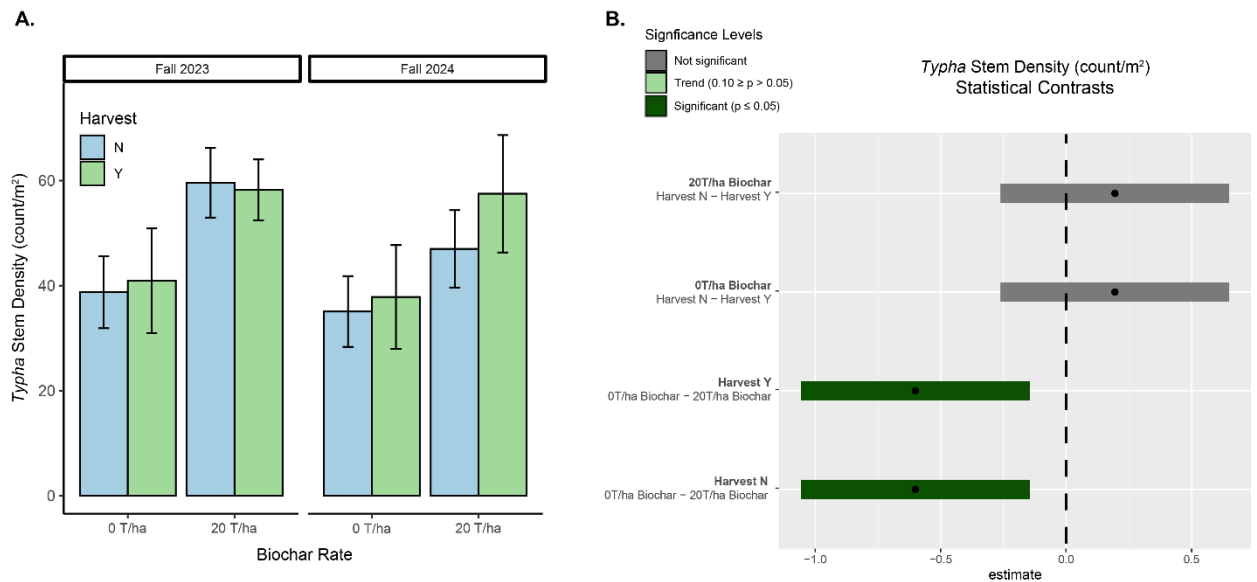 A.
Fall 2023
Fall 2024
Harvest
N
Y
Typha Stem Density (count/m²)
60
40
20
0
0 T/ha
20 T/ha
0 T/ha
20 T/ha
Biochar Rate
B.
Signficance Levels
Not significant
Trend (0.10 ≥ p > 0.05)
Significant (p ≤ 0.05)
Typha Stem Density (count/m²)
Statistical Contrasts
20T/ha Biochar
Harvest N − Harvest Y
0T/ha Biochar
Harvest N − Harvest Y
Harvest Y
0T/ha Biochar − 20T/ha Biochar
Harvest N
0T/ha Biochar − 20T/ha Biochar
−1.0
−0.5
0.0
0.5
estimate